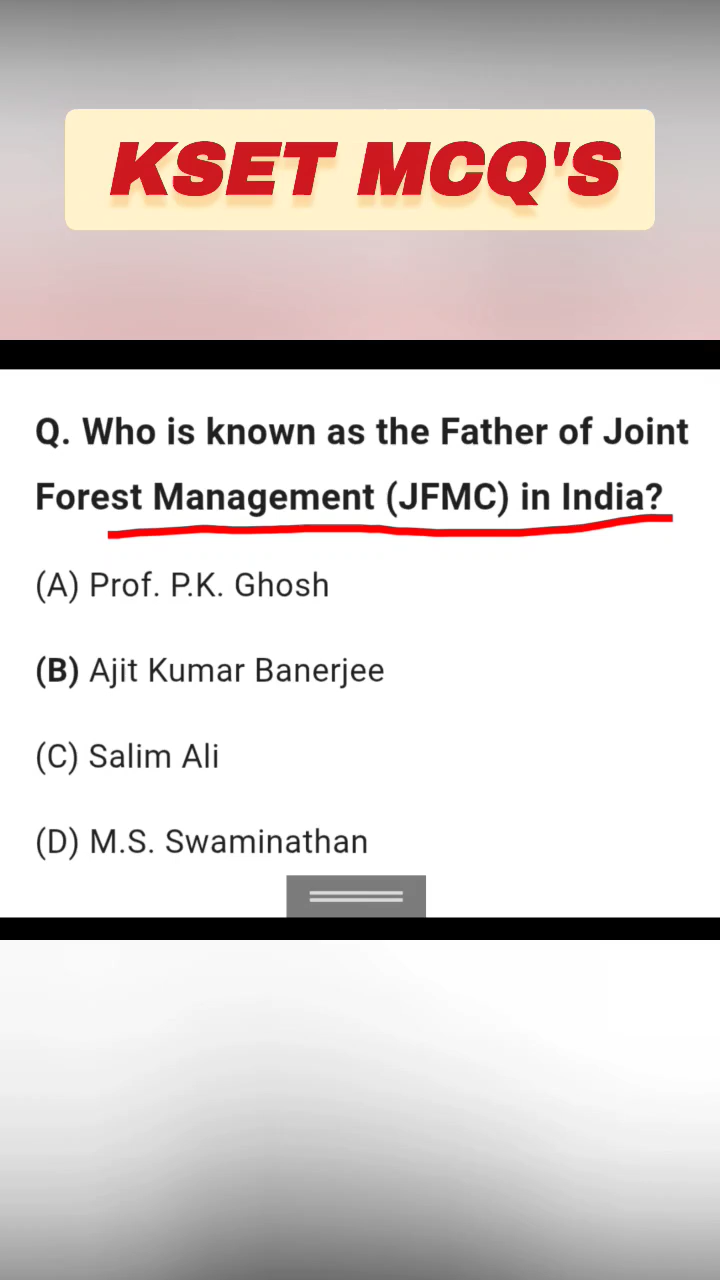 KSET MCQ'S
Q. Who is known as the Father of Joint
Forest Management (JFMC) in India?
(A) Prof. P.K. Ghosh
(B) Ajit Kumar Banerjee
(C) Salim Ali
(D) M.S. Swaminathan